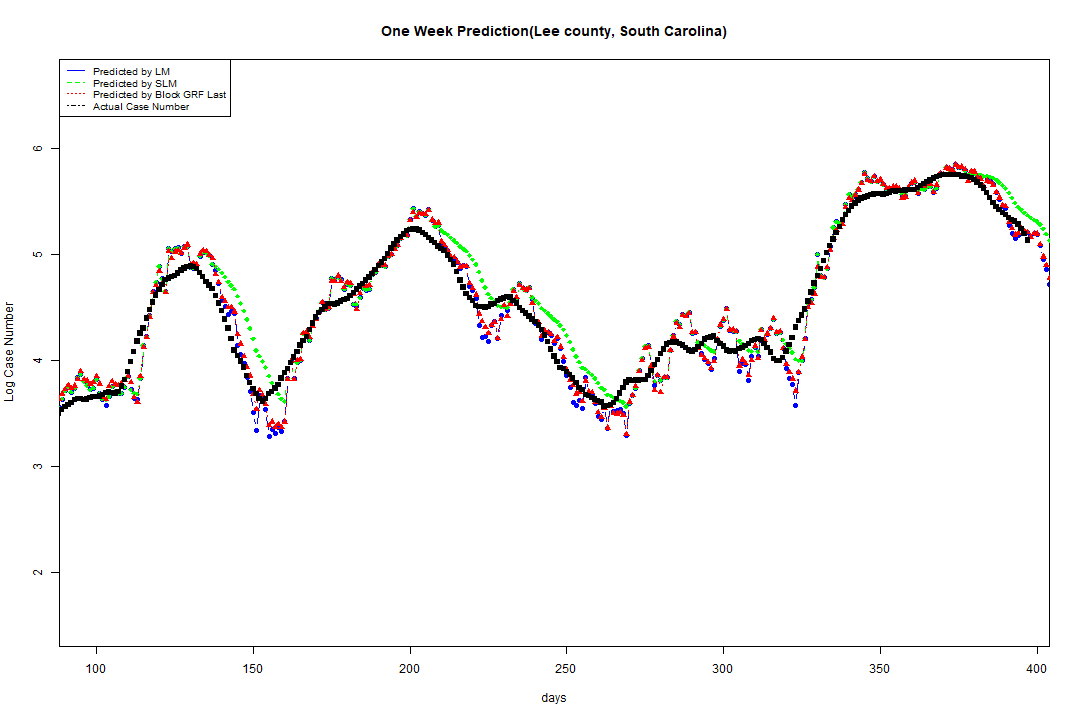 One Week Prediction(Lee county, South Carolina)
Predicted by LM
Predicted by SLM
Predicted by Block GRF Last
Actual Case Number
6
5
4
3
2
Log Case Number
100 150 200 250 300 350 400
days